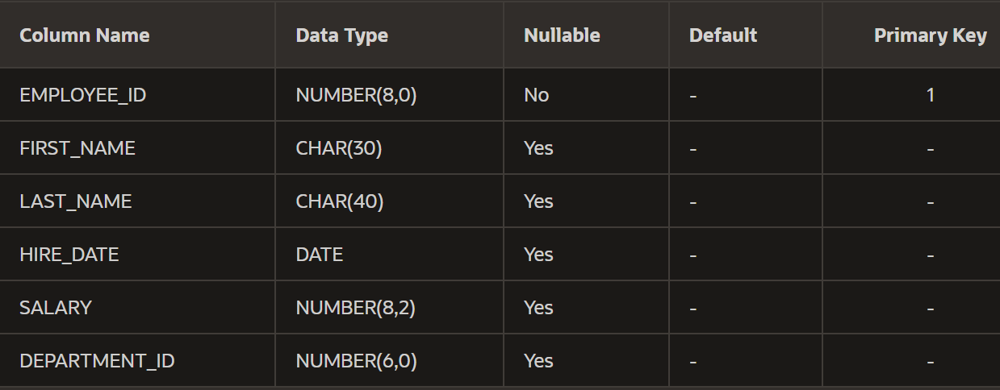 Column Name Data Type Nullable Default Primary Key
EMPLOYEE_ID NUMBER(8,0) No - 1
FIRST_NAME CHAR(30) Yes - -
LAST_NAME CHAR(40) Yes - -
HIRE_DATE DATE Yes - -
SALARY NUMBER(8,2) Yes - -
DEPARTMENT_ID NUMBER(6,0) Yes - -